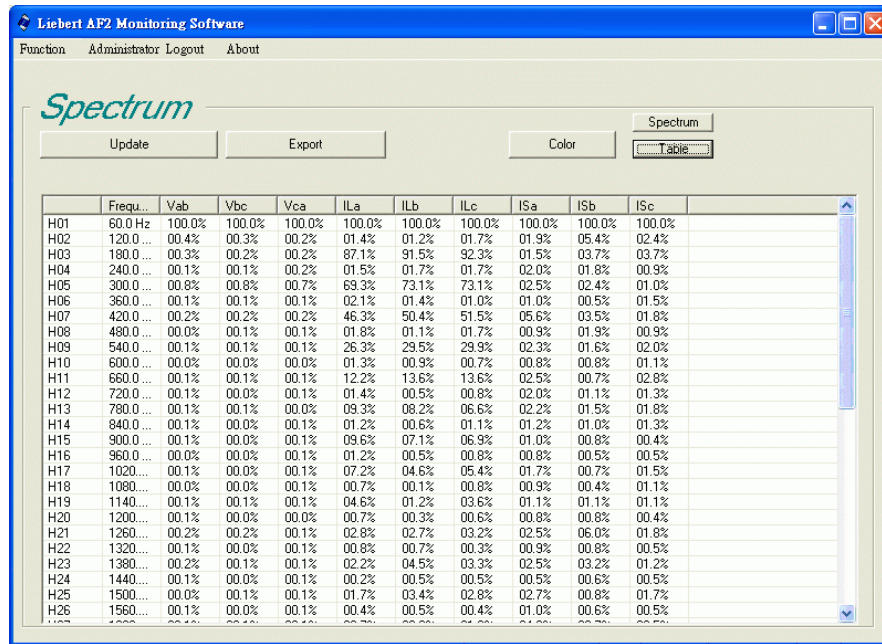 Liebert AF2 Monitoring Software
Function Administrator Logout About
Spectrum
Spectrum
Update Export Color Table
Frequ... Vab Vbc Vca ILa ILb ILc ISa ISb ISc
H01 60.0 Hz 100.0% 100.0% 100.0% 100.0% 100.0% 100.0% 100.0% 100.0% 100.0%
H02 120.0 ... 00.4% 00.3% 00.2% 01.4% 01.2% 01.7% 01.9% 05.4% 02.4%
H03 180.0 ... 00.3% 00.2% 00.2% 87.1% 91.5% 92.3% 01.5% 03.7% 03.7%
H04 240.0 ... 00.1% 00.1% 00.2% 01.5% 01.7% 01.7% 02.0% 01.8% 00.9%
H05 300.0 ... 00.8% 00.8% 00.7% 69.3% 73.1% 73.1% 02.5% 02.4% 01.0%
H06 360.0 ... 00.1% 00.1% 00.1% 02.1% 01.4% 01.0% 01.0% 00.5% 01.5%
H07 420.0 ... 00.2% 00.2% 00.2% 46.3% 50.4% 51.5% 05.6% 03.5% 01.8%
H08 480.0 ... 00.0% 00.1% 00.1% 01.8% 01.1% 01.7% 00.9% 01.9% 00.9%
H09 540.0 ... 00.1% 00.1% 00.1% 26.3% 29.5% 29.9% 02.3% 01.6% 02.0%
H10 600.0 ... 00.0% 00.0% 00.0% 01.3% 00.9% 00.7% 00.8% 00.8% 01.1%
H11 660.0 ... 00.1% 00.1% 00.1% 12.2% 13.6% 13.6% 02.5% 00.7% 02.8%
H12 720.0 ... 00.1% 00.0% 00.1% 01.4% 00.5% 00.8% 02.0% 01.1% 01.3%
H13 780.0 ... 00.1% 00.1% 00.0% 09.3% 08.2% 06.6% 02.2% 01.5% 01.8%
H14 840.0 ... 00.1% 00.0% 00.1% 01.2% 00.6% 01.1% 01.2% 01.0% 01.3%
H15 900.0 ... 00.1% 00.0% 00.1% 09.6% 07.1% 06.9% 01.0% 00.8% 00.4%
H16 960.0 ... 00.0% 00.0% 00.1% 01.2% 00.5% 00.8% 00.8% 00.5% 00.5%
H17 1020.... 00.1% 00.0% 00.1% 07.2% 04.6% 05.4% 01.7% 00.7% 01.5%
H18 1080.... 00.0% 00.0% 00.1% 00.7% 00.1% 00.8% 00.9% 00.4% 01.1%
H19 1140.... 00.1% 00.1% 00.1% 04.6% 01.2% 03.6% 01.1% 01.1% 01.1%
H20 1200.... 00.1% 00.0% 00.0% 00.7% 00.3% 00.6% 00.8% 00.8% 00.4%
H21 1260.... 00.2% 00.2% 00.1% 02.8% 02.7% 03.2% 02.5% 06.0% 01.8%
H22 1320.... 00.1% 00.0% 00.1% 00.8% 00.7% 00.3% 00.9% 00.8% 00.5%
H23 1380.... 00.2% 00.1% 00.1% 02.2% 04.5% 03.3% 02.5% 03.2% 01.2%
H24 1440.... 00.1% 00.0% 00.1% 00.2% 00.5% 00.5% 00.5% 00.6% 00.5%
H25 1500.... 00.0% 00.1% 00.1% 01.7% 03.4% 02.8% 02.7% 00.8% 01.7%
H26 1560.... 00.1% 00.0% 00.1% 00.4% 00.5% 00.4% 01.0% 00.6% 00.5%